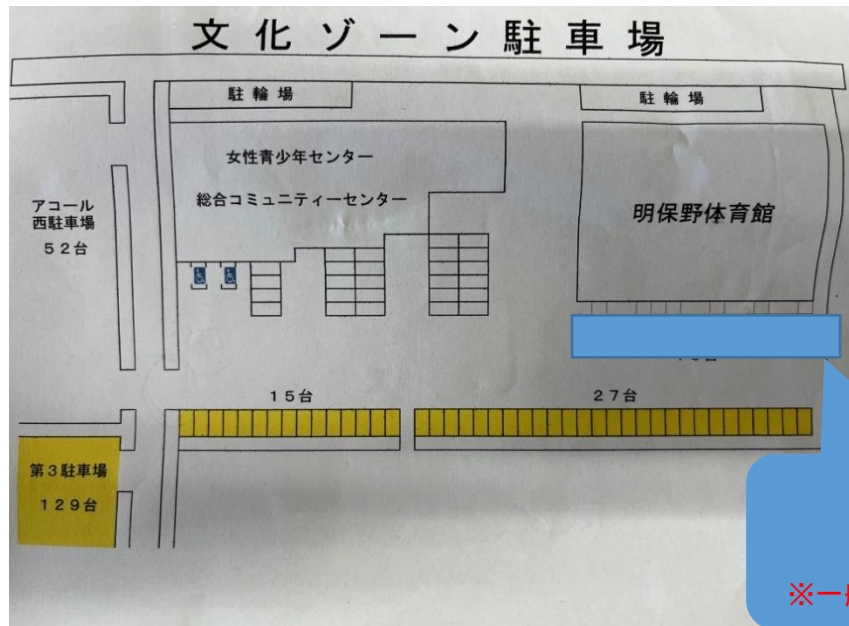 文化ゾーン駐車場
駐輪場
駐輪場
女性青少年センター
総合コミュニティーセンター
アコール
西駐車場
52台
明保野体育館
15台
27台
第3駐車場
129台
※一